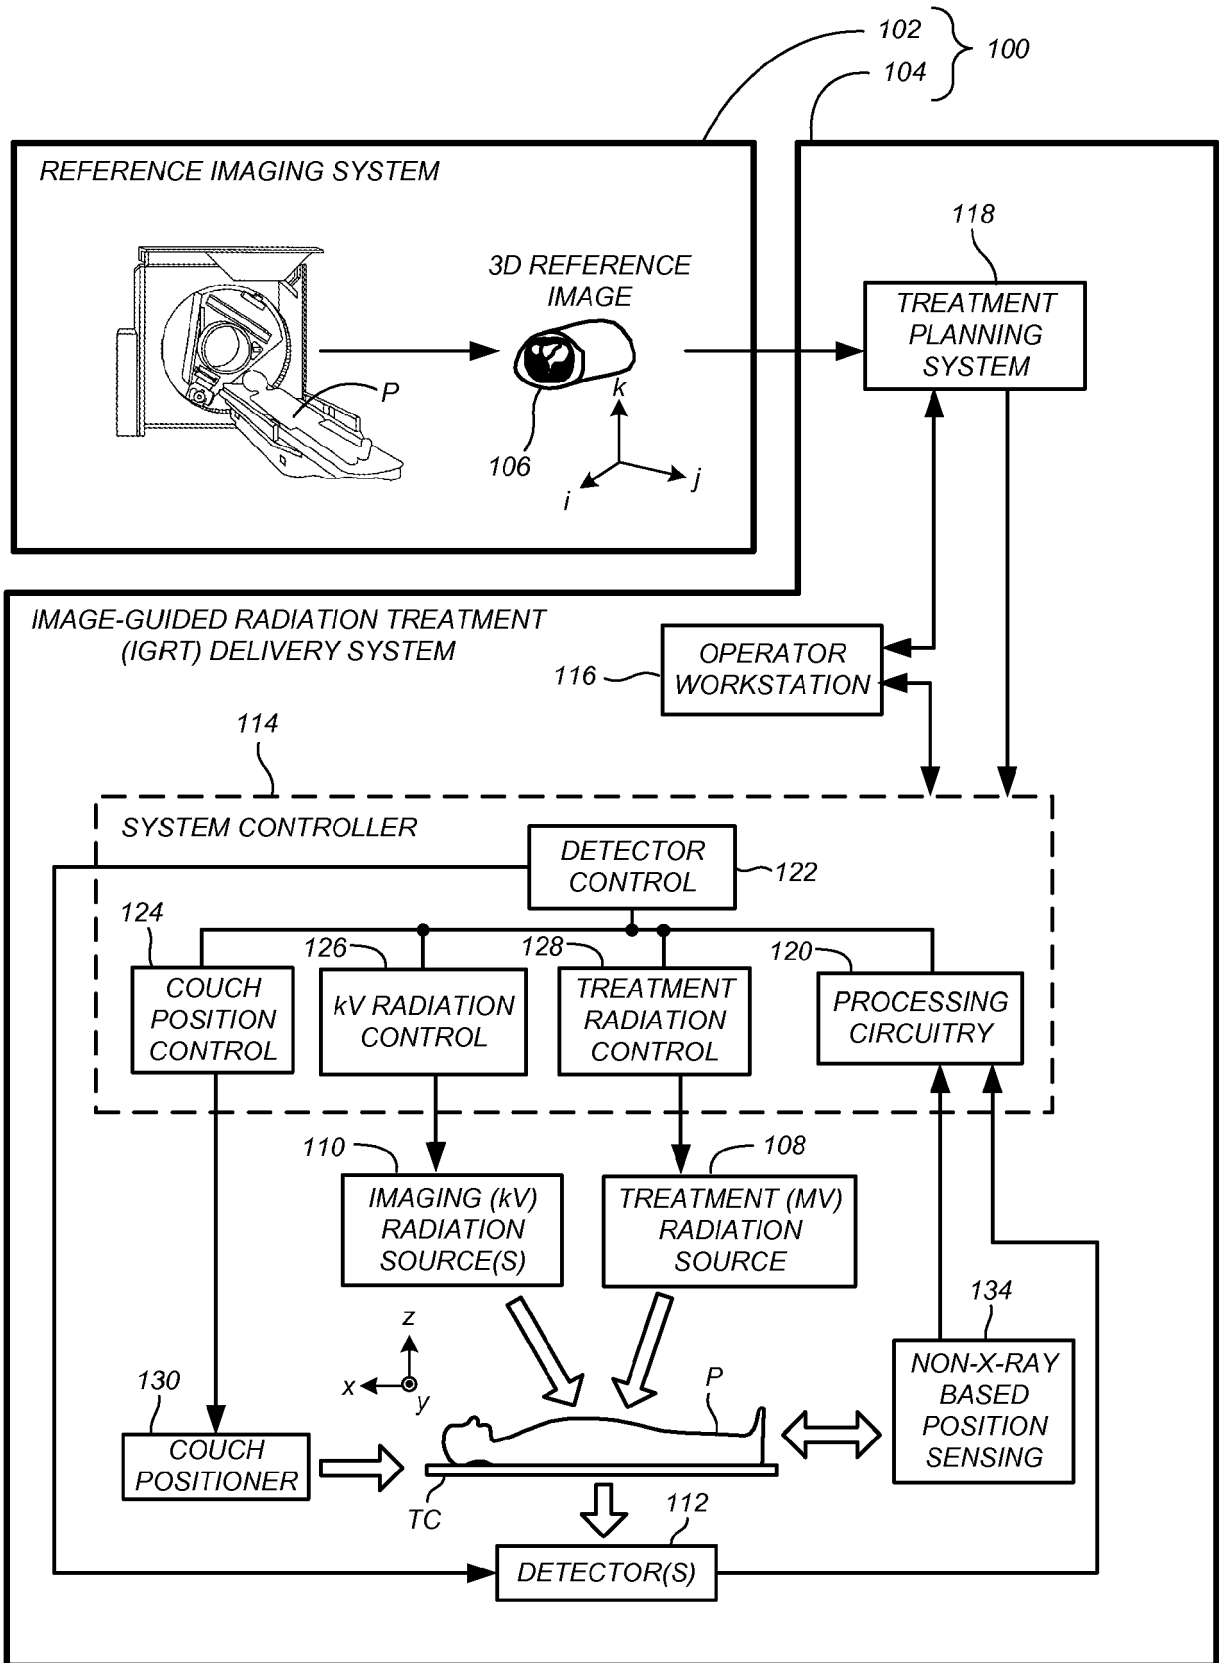 102
104
100
REFERENCE IMAGING SYSTEM
118
3D REFERENCE
IMAGE
TREATMENT
PLANNING
SYSTEM
P
k
106
i
j
IMAGE-GUIDED RADIATION TREATMENT
(IGRT) DELIVERY SYSTEM
116
OPERATOR
WORKSTATION
114
SYSTEM CONTROLLER
DETECTOR
CONTROL
122
124
126
128
120
COUCH
POSITION
CONTROL
kV RADIATION
CONTROL
TREATMENT
RADIATION
CONTROL
PROCESSING
CIRCUITRY
110
108
IMAGING (kV)
RADIATION
SOURCE(S)
TREATMENT (MV)
RADIATION
SOURCE
134
z
x
y
130
P
NON-X-RAY
BASED
POSITION
SENSING
COUCH
POSITIONER
TC
112
DETECTOR(S)